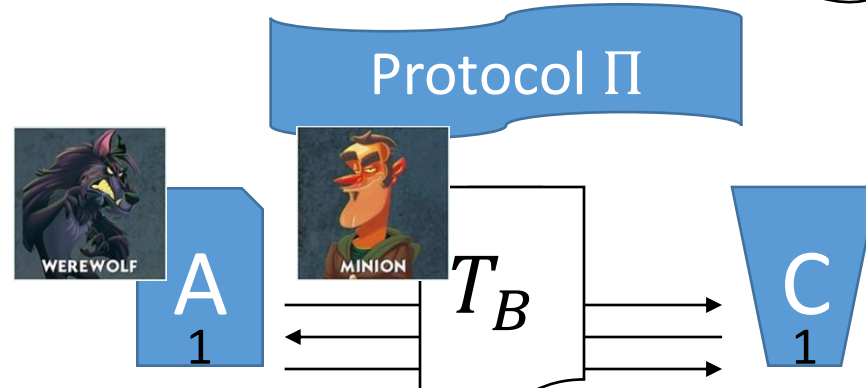 Protocol Π
WEREWOLF
MINION
A
1
T_B
C
1